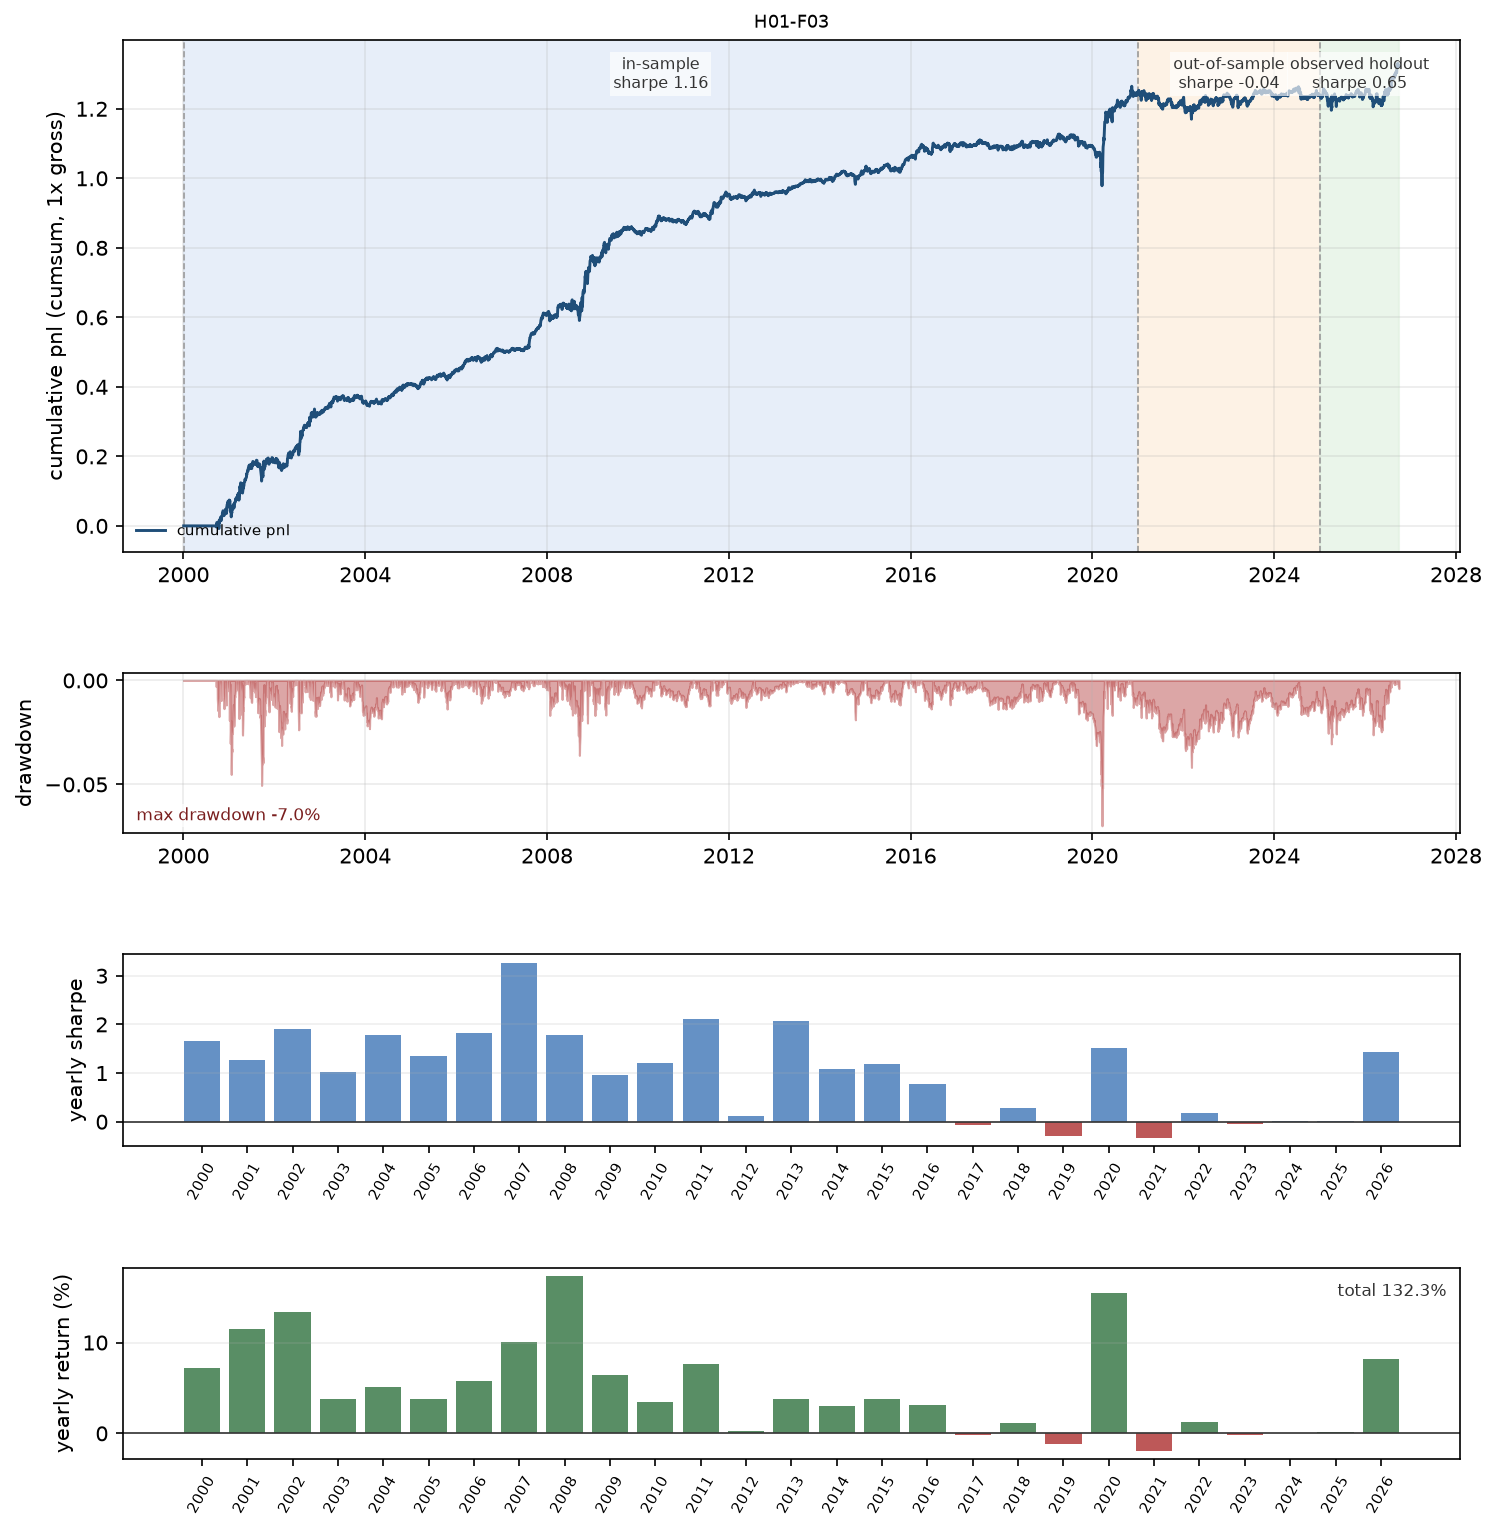 H01-F03
in-sample
sharpe 1.16
out-of-sample
sharpe -0.04
observed holdout
sharpe 0.65
cumulative pnl (cumsum, 1x gross)
1.2
1.0
0.8
0.6
0.4
0.2
0.0
cumulative pnl
2000 2004 2008 2012 2016 2020 2024 2028
drawdown
0.00
−0.05
max drawdown -7.0%
2000 2004 2008 2012 2016 2020 2024 2028
yearly sharpe
3
2
1
0
2000 2001 2002 2003 2004 2005 2006 2007 2008 2009 2010 2011 2012 2013 2014 2015 2016 2017 2018 2019 2020 2021 2022 2023 2024 2025 2026
yearly return (%)
total 132.3%
10
0
2000 2001 2002 2003 2004 2005 2006 2007 2008 2009 2010 2011 2012 2013 2014 2015 2016 2017 2018 2019 2020 2021 2022 2023 2024 2025 2026